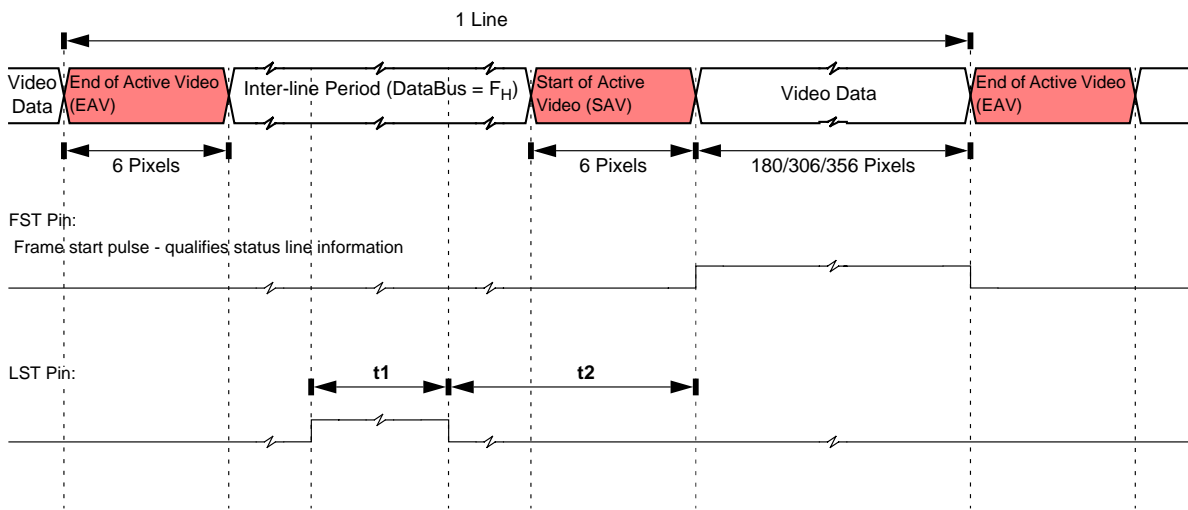 1 Line
Video
Data
End of Active Video
(EAV)
Inter-line Period (DataBus = FH)
Start of Active
Video (SAV)
Video Data
End of Active Video
(EAV)
6 Pixels
6 Pixels
180/306/356 Pixels
FST Pin:
Frame start pulse - qualifies status line information
LST Pin:
t1
t2